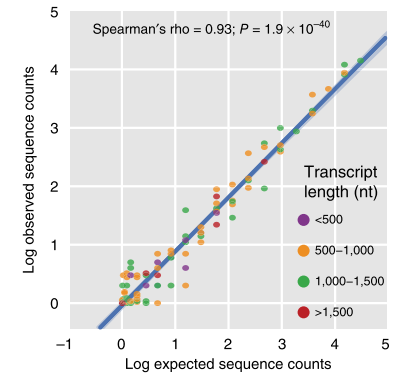 Spearman's rho = 0.93; P = 1.9 × 10⁻⁴⁰
Log observed sequence counts
5
4
3
2
1
0
Transcript
length (nt)
<500
500–1,000
1,000–1,500
>1,500
–1 0 1 2 3 4 5
Log expected sequence counts